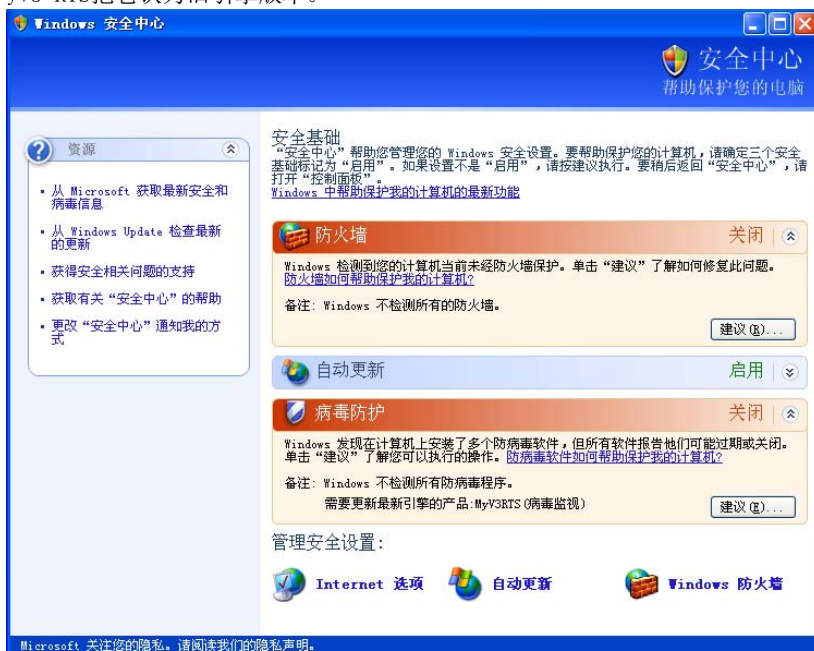 Windows 安全中心
安全中心
帮助保护您的电脑
资源
从 Microsoft 获取最新安全和
病毒信息
从 Windows Update 检查最新
的更新
获得安全相关问题的支持
获取有关“安全中心”的帮助
更改“安全中心”通知我的方
式
安全基础
“安全中心”帮助您管理您的 Windows 安全设置。要帮助保护您的计算机，请确定三个安全
基础标记为“启用”。如果设置不是“启用”，请按建议执行。要稍后返回“安全中心”，请
打开“控制面板”。
Windows 中帮助保护我的计算机的最新功能
防火墙 关闭
Windows 检测到您的计算机当前未经防火墙保护。单击“建议”了解如何修复此问题。
防火墙如何帮助保护我的计算机?
备注: Windows 不检测所有的防火墙。
建议(R)...
自动更新 启用
病毒防护 关闭
Windows 发现在计算机上安装了多个防病毒软件，但所有软件报告他们可能过期或关闭。
单击“建议”了解您可以执行的操作。防病毒软件如何帮助保护我的计算机?
备注: Windows 不检测所有防病毒程序。
需要更新最新引擎的产品:MyV3RTS(病毒监视)
建议(E)...
管理安全设置:
Internet 选项
自动更新
Windows 防火墙
Microsoft 关注您的隐私。请阅读我们的隐私声明。